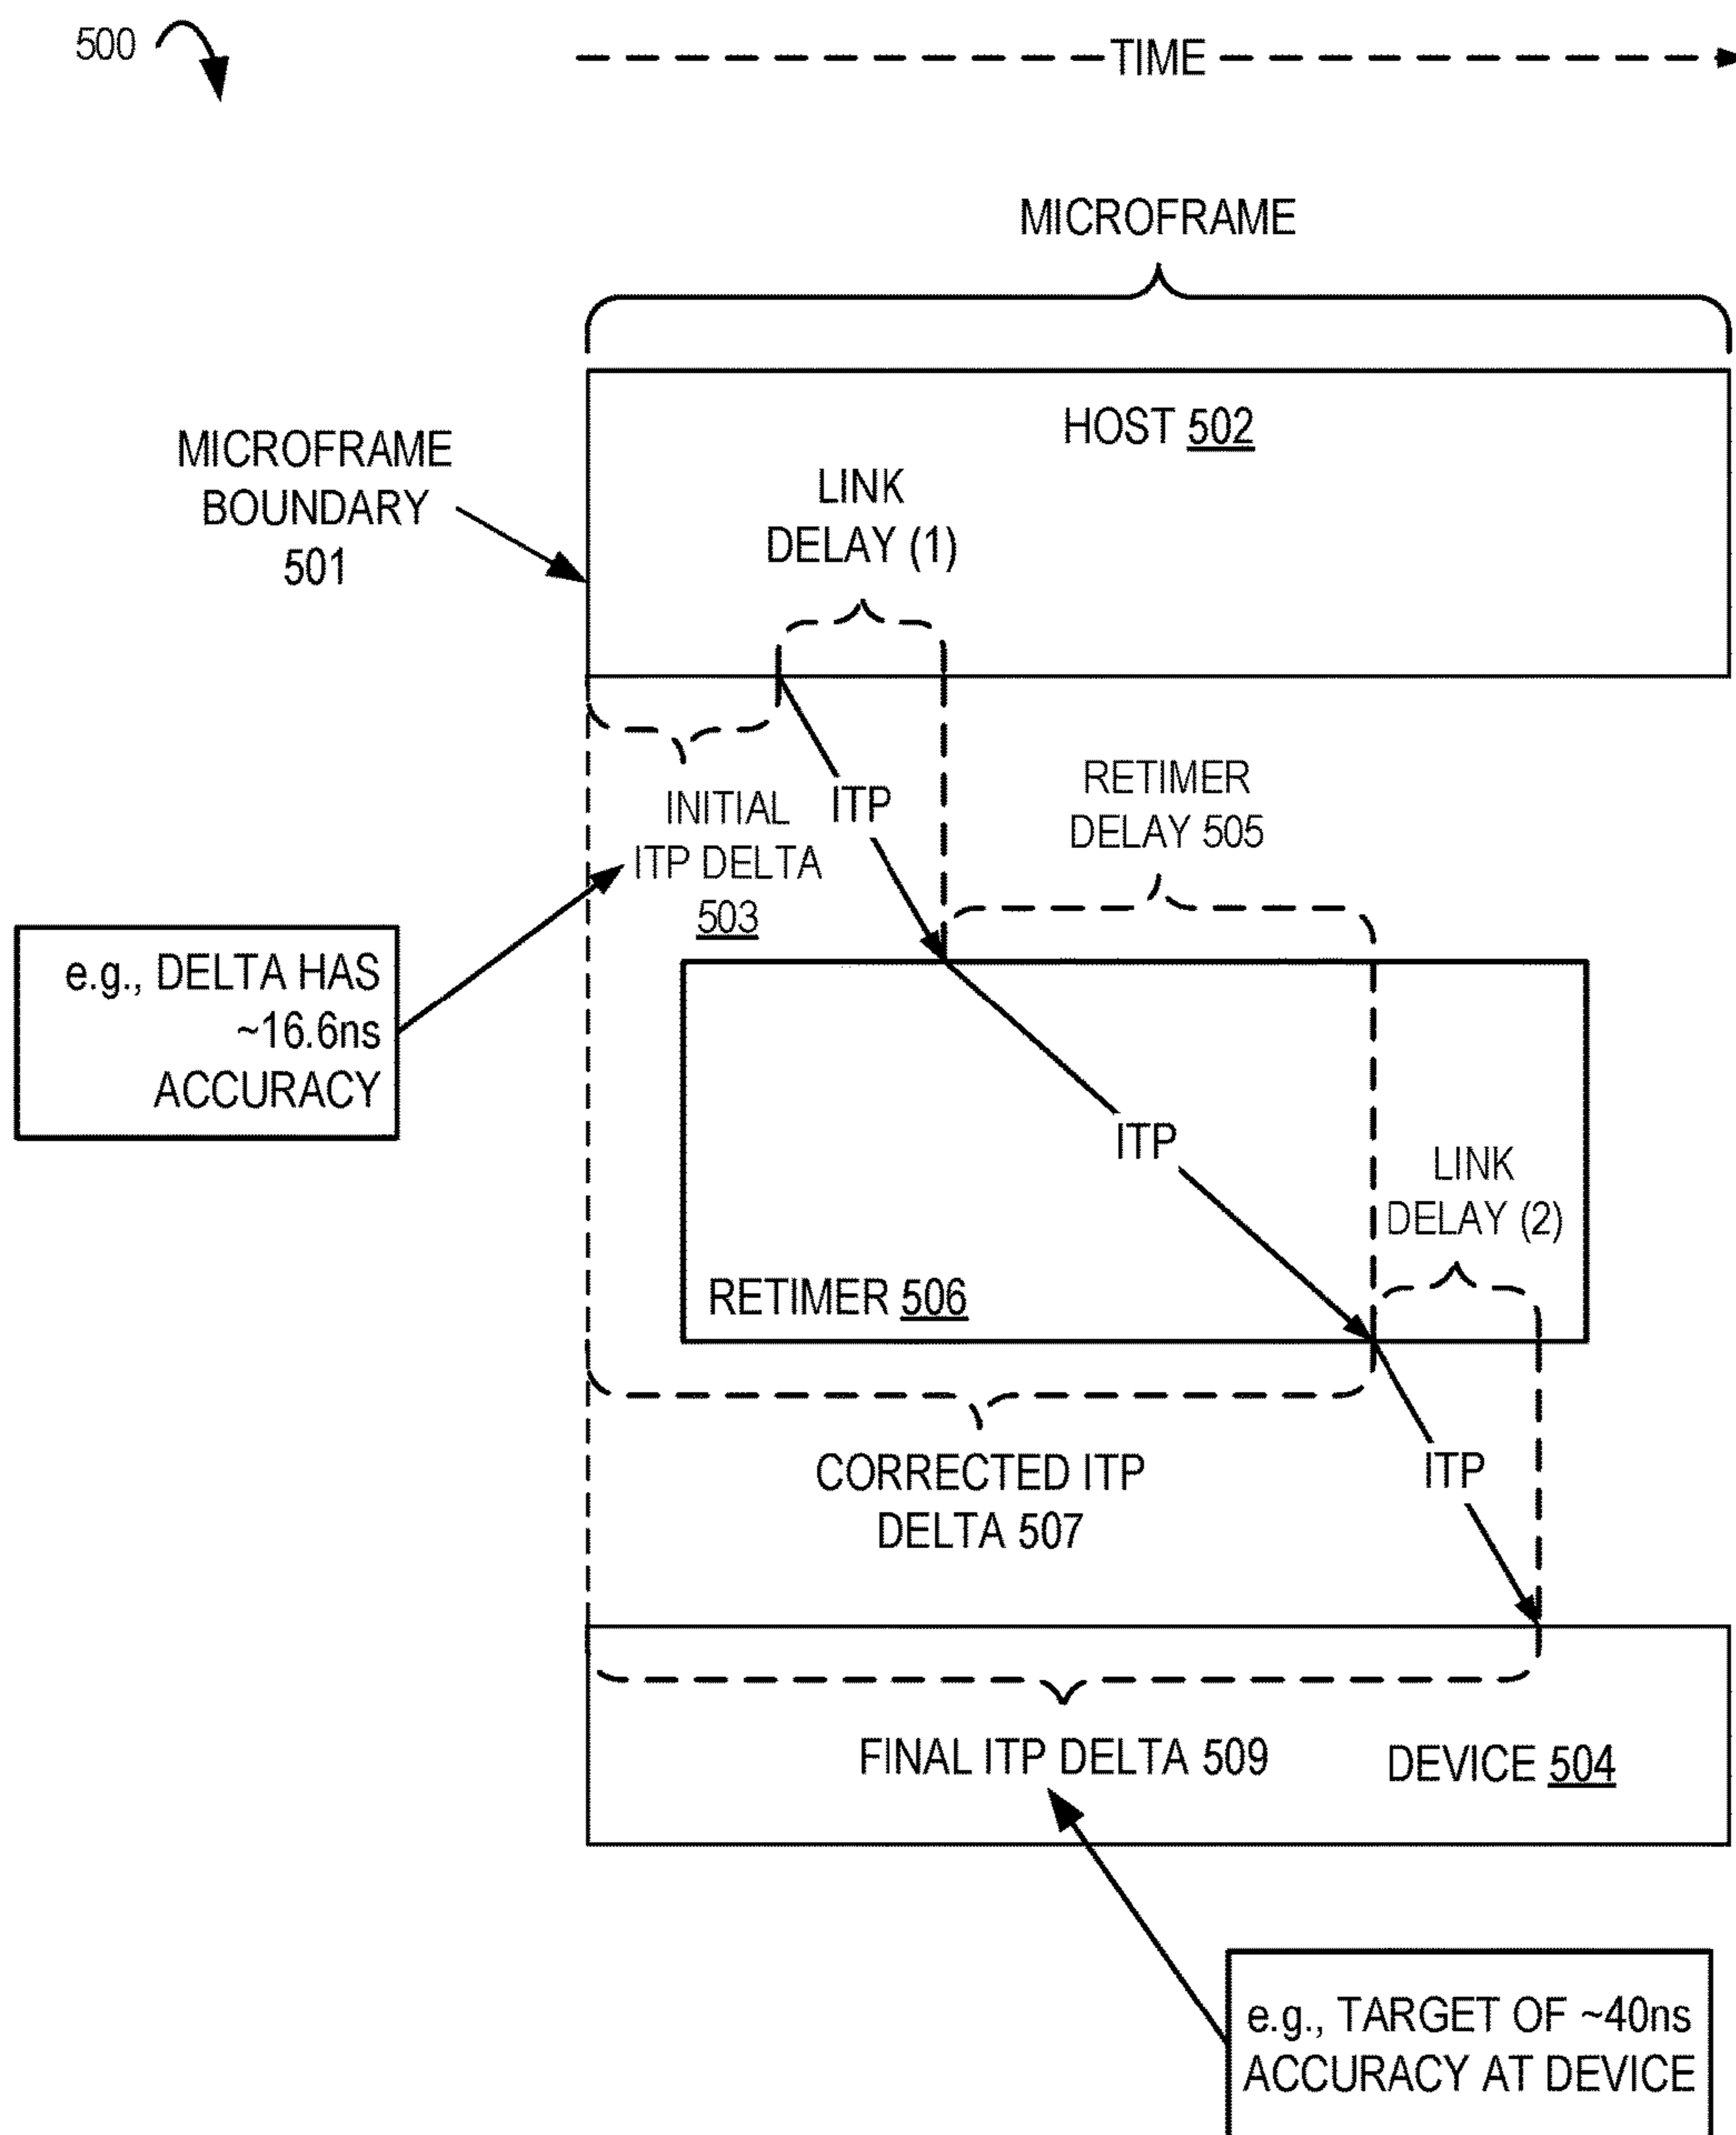 500
TIME
MICROFRAME
HOST 502
MICROFRAME
BOUNDARY
501
LINK
DELAY (1)
INITIAL
ITP DELTA
503
ITP
RETIMER
DELAY 505
e.g., DELTA HAS
~16.6ns
ACCURACY
ITP
LINK
DELAY (2)
RETIMER 506
CORRECTED ITP
DELTA 507
ITP
FINAL ITP DELTA 509
DEVICE 504
e.g., TARGET OF ~40ns
ACCURACY AT DEVICE